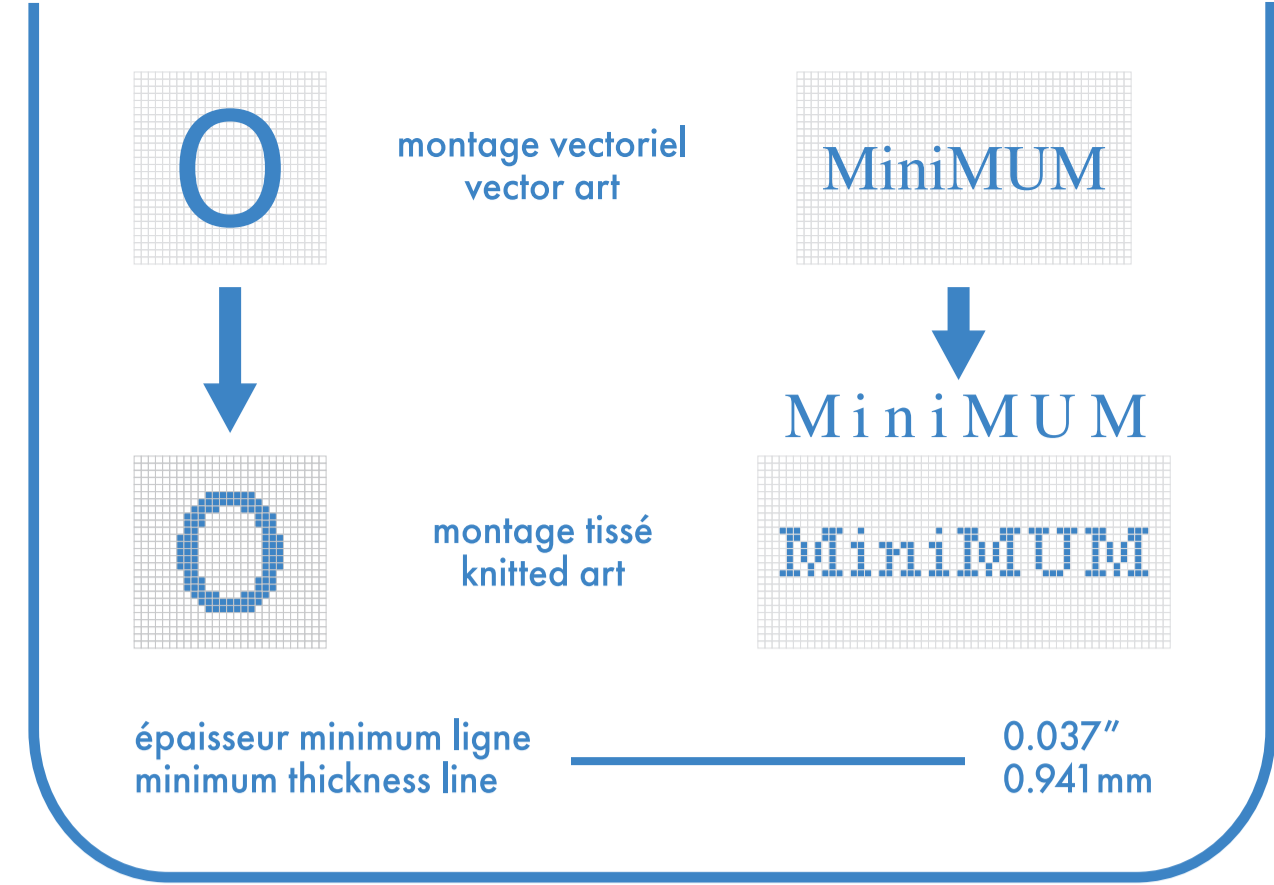 O
montage vectoriel
vector art
MiniMUM
M i n i M U M
O
montage tissé
knitted art
MiniMUM
épaisseur minimum ligne
minimum thickness line
0.037"
0.941mm